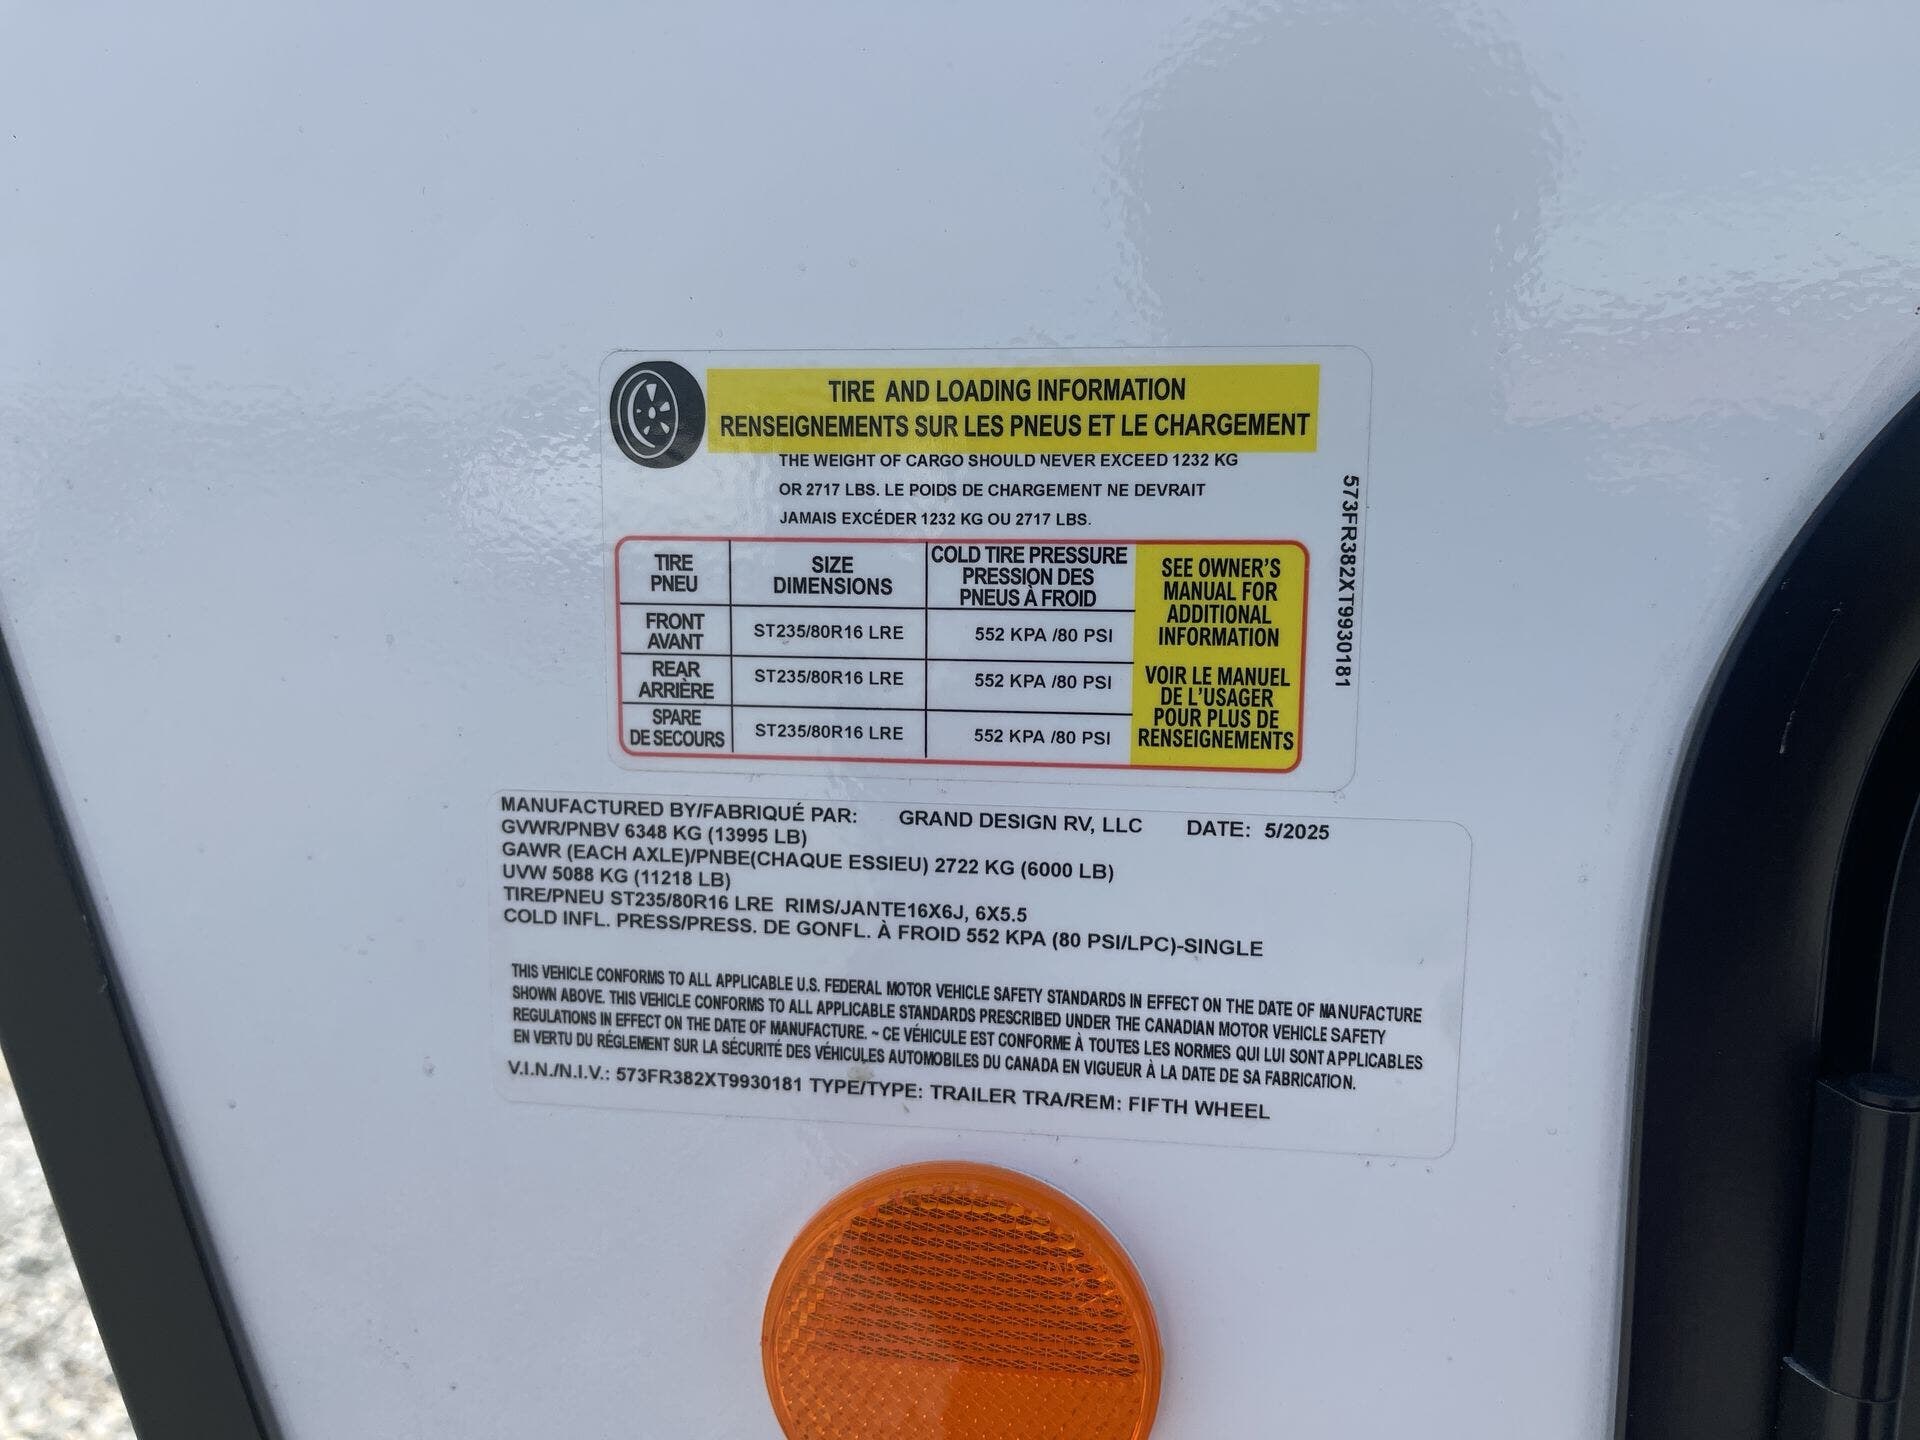 TIRE AND LOADING INFORMATION
RENSEIGNEMENTS SUR LES PNEUS ET LE CHARGEMENT
THE WEIGHT OF CARGO SHOULD NEVER EXCEED 1232 KG
OR 2717 LBS. LE POIDS DE CHARGEMENT NE DEVRAIT
JAMAIS EXCÉDER 1232 KG OU 2717 LBS.
TIRE
PNEU
SIZE
DIMENSIONS
COLD TIRE PRESSURE
PRESSION DES
PNEUS À FROID
FRONT
AVANT
ST235/80R16 LRE
552 KPA /80 PSI
REAR
ARRIÈRE
ST235/80R16 LRE
552 KPA /80 PSI
SPARE
DE SECOURS
ST235/80R16 LRE
552 KPA /80 PSI
SEE OWNER'S
MANUAL FOR
ADDITIONAL
INFORMATION
VOIR LE MANUEL
DE L'USAGER
POUR PLUS DE
RENSEIGNEMENTS
573FR382XT9930181
MANUFACTURED BY/FABRIQUÉ PAR: GRAND DESIGN RV, LLC DATE: 5/2025
GVWR/PNBV 6348 KG (13995 LB)
GAWR (EACH AXLE)/PNBE(CHAQUE ESSIEU) 2722 KG (6000 LB)
UVW 5088 KG (11218 LB)
TIRE/PNEU ST235/80R16 LRE RIMS/JANTE16X6J, 6X5.5
COLD INFL. PRESS/PRESS. DE GONFL. À FROID 552 KPA (80 PSI/LPC)-SINGLE
THIS VEHICLE CONFORMS TO ALL APPLICABLE U.S. FEDERAL MOTOR VEHICLE SAFETY STANDARDS IN EFFECT ON THE DATE OF MANUFACTURE
SHOWN ABOVE. THIS VEHICLE CONFORMS TO ALL APPLICABLE STANDARDS PRESCRIBED UNDER THE CANADIAN MOTOR VEHICLE SAFETY
REGULATIONS IN EFFECT ON THE DATE OF MANUFACTURE. ~ CE VÉHICULE EST CONFORME À TOUTES LES NORMES QUI LUI SONT APPLICABLES
EN VERTU DU RÉGLEMENT SUR LA SÉCURITÉ DES VÉHICULES AUTOMOBILES DU CANADA EN VIGUEUR À LA DATE DE SA FABRICATION.
V.I.N./N.I.V.: 573FR382XT9930181 TYPE/TYPE: TRAILER TRA/REM: FIFTH WHEEL